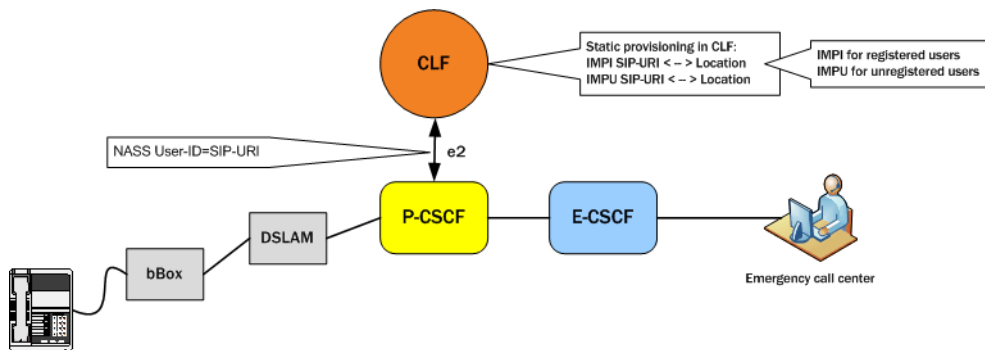 CLF
Static provisioning in CLF:
IMPI SIP-URI < -- > Location
IMPU SIP-URI < -- > Location
IMPI for registered users
IMPU for unregistered users
NASS User-ID=SIP-URI
e2
P-CSCF
E-CSCF
DSLAM
bBox
Emergency call center